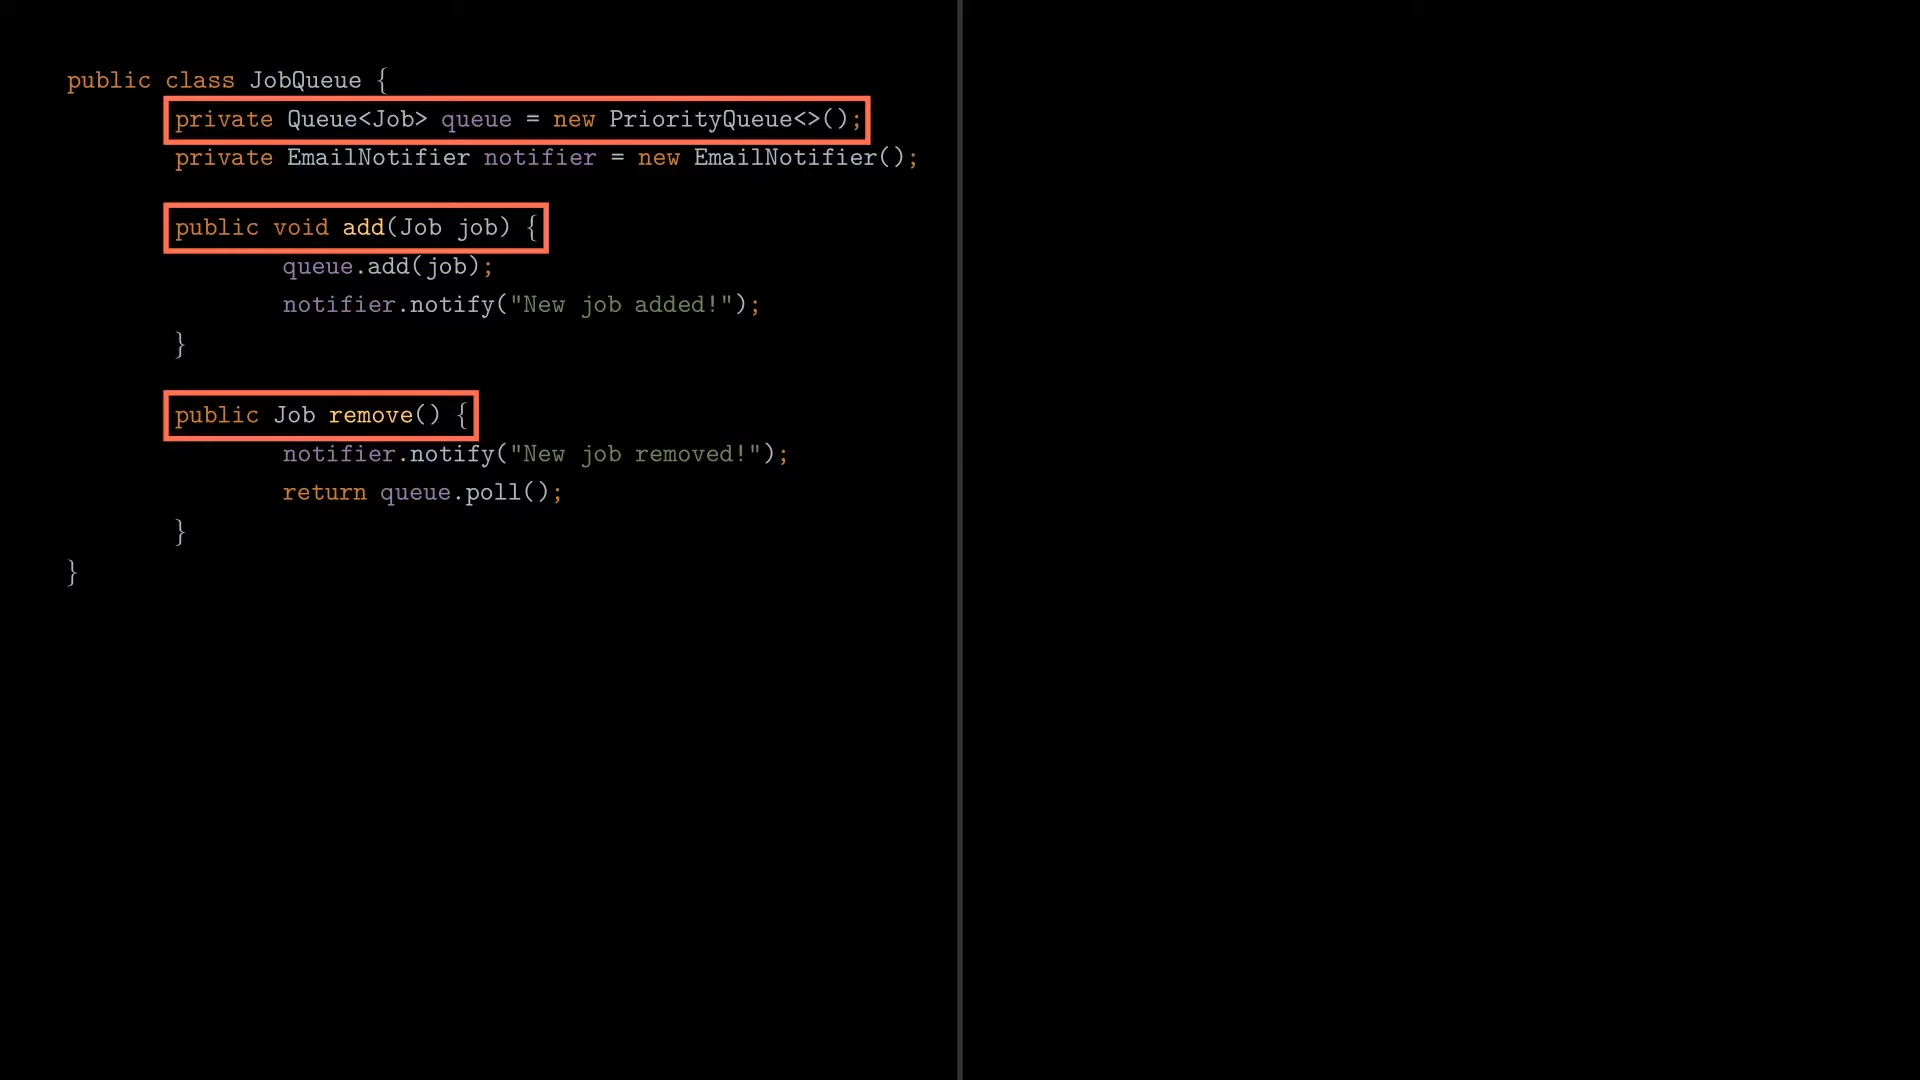 public class JobQueue {
private Queue<Job> queue = new PriorityQueue<>();
private EmailNotifier notifier = new EmailNotifier();
public void add(Job job) {
queue.add(job);
notifier.notify("New job added!");
}
public Job remove() {
notifier.notify("New job removed!");
return queue.poll();
}
}